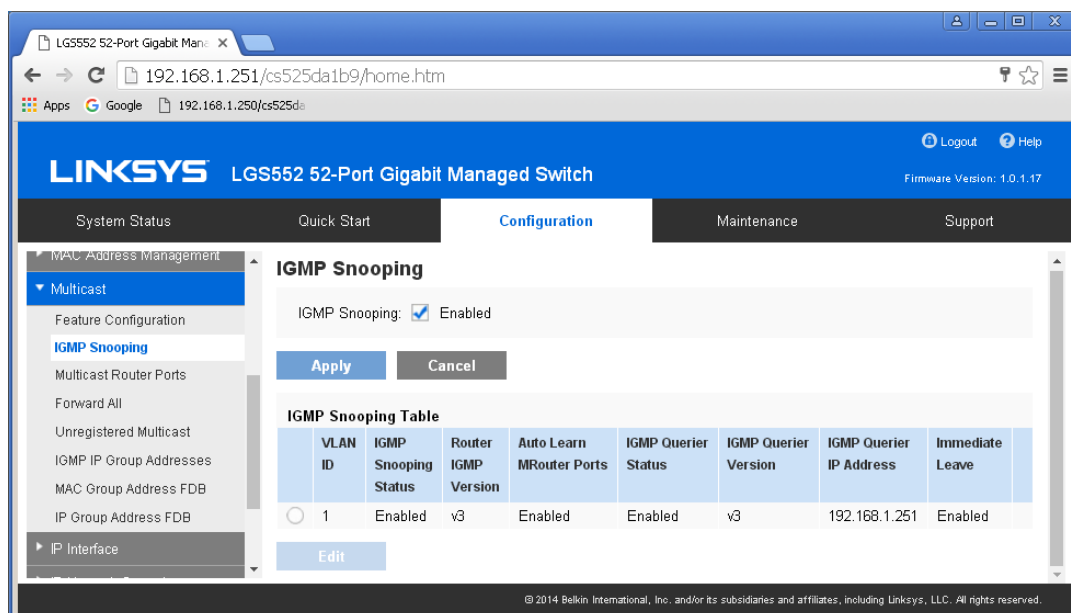 LGS552 52-Port Gigabit Mana
192.168.1.251/cs525da1b9/home.htm
Apps Google 192.168.1.250/cs525da
Logout Help
LINKSYS LGS552 52-Port Gigabit Managed Switch
Firmware Version: 1.0.1.17
System Status Quick Start Configuration Maintenance Support
MAC Address Management
Multicast
Feature Configuration
IGMP Snooping
Multicast Router Ports
Forward All
Unregistered Multicast
IGMP IP Group Addresses
MAC Group Address FDB
IP Group Address FDB
IP Interface
IGMP Snooping
IGMP Snooping: Enabled
Apply Cancel
IGMP Snooping Table
VLAN ID IGMP Snooping Status Router IGMP Version Auto Learn MRouter Ports IGMP Querier Status IGMP Querier Version IGMP Querier IP Address Immediate Leave
1 Enabled v3 Enabled Enabled v3 192.168.1.251 Enabled
Edit
© 2014 Belkin International, Inc. and/or its subsidiaries and affiliates, including Linksys, LLC. All rights reserved.